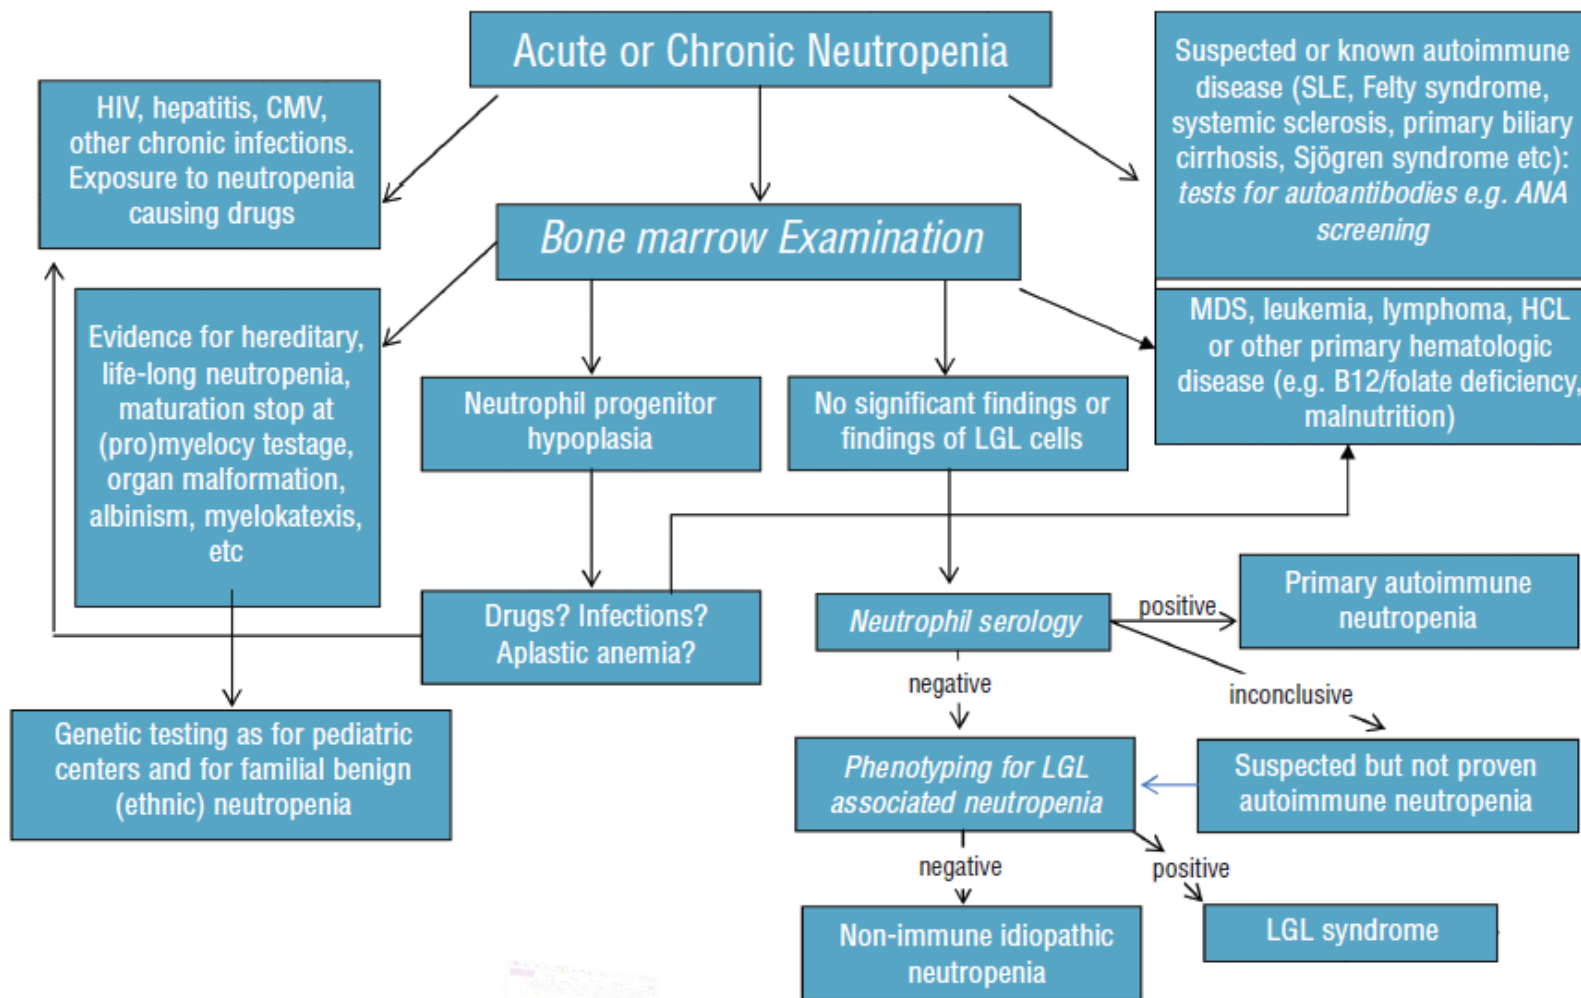 Acute or Chronic Neutropenia
HIV, hepatitis, CMV,
other chronic infections.
Exposure to neutropenia
causing drugs
Suspected or known autoimmune
disease (SLE, Felty syndrome,
systemic sclerosis, primary biliary
cirrhosis, Sjögren syndrome etc):
tests for autoantibodies e.g. ANA
screening
Bone marrow Examination
Evidence for hereditary,
life-long neutropenia,
maturation stop at
(pro)myelocy testage,
organ malformation,
albinism, myelokatexis,
etc
Neutrophil progenitor
hypoplasia
No significant findings or
findings of LGL cells
MDS, leukemia, lymphoma, HCL
or other primary hematologic
disease (e.g. B12/folate deficiency,
malnutrition)
Drugs? Infections?
Aplastic anemia?
Neutrophil serology
positive
Primary autoimmune
neutropenia
negative
inconclusive
Genetic testing as for pediatric
centers and for familial benign
(ethnic) neutropenia
Phenotyping for LGL
associated neutropenia
Suspected but not proven
autoimmune neutropenia
negative
positive
Non-immune idiopathic
neutropenia
LGL syndrome